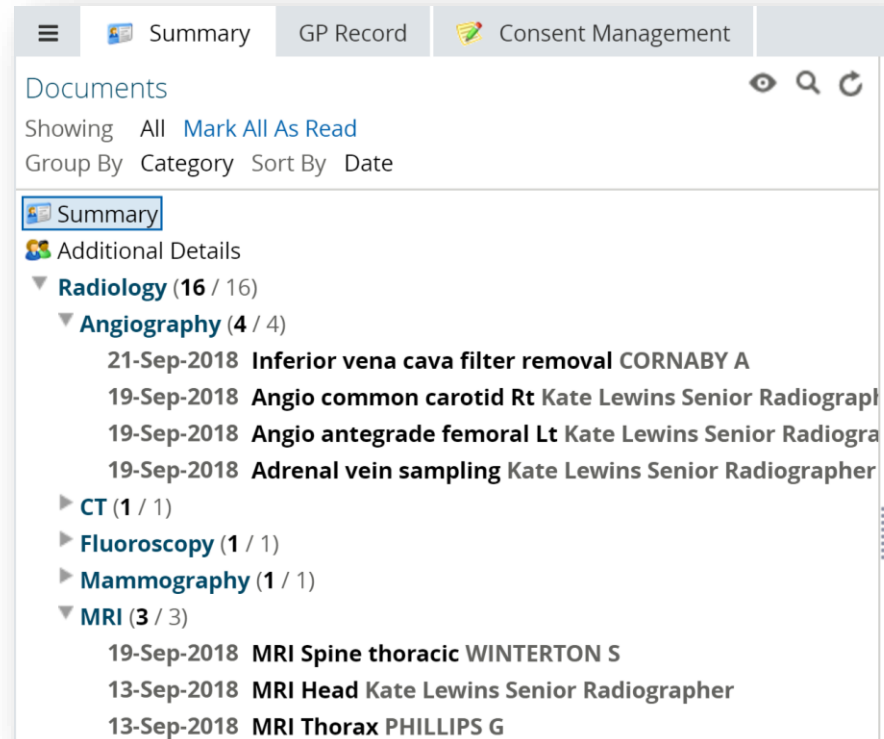 Summary GP Record Consent Management
Documents
Showing All Mark All As Read
Group By Category Sort By Date
Summary
Additional Details
Radiology (16 / 16)
Angiography (4 / 4)
21-Sep-2018 Inferior vena cava filter removal CORNABY A
19-Sep-2018 Angio common carotid Rt Kate Lewins Senior
19-Sep-2018 Angio antegrade femoral Lt Kate Lewins Senior
19-Sep-2018 Adrenal vein sampling Kate Lewins Senior Radiographer
CT (1 / 1)
Fluoroscopy (1 / 1)
Mammography (1 / 1)
MRI (3 / 3)
19-Sep-2018 MRI Spine thoracic WINTERTON S
13-Sep-2018 MRI Head Kate Lewins Senior Radiographer
13-Sep-2018 MRI Thorax PHILLIPS G